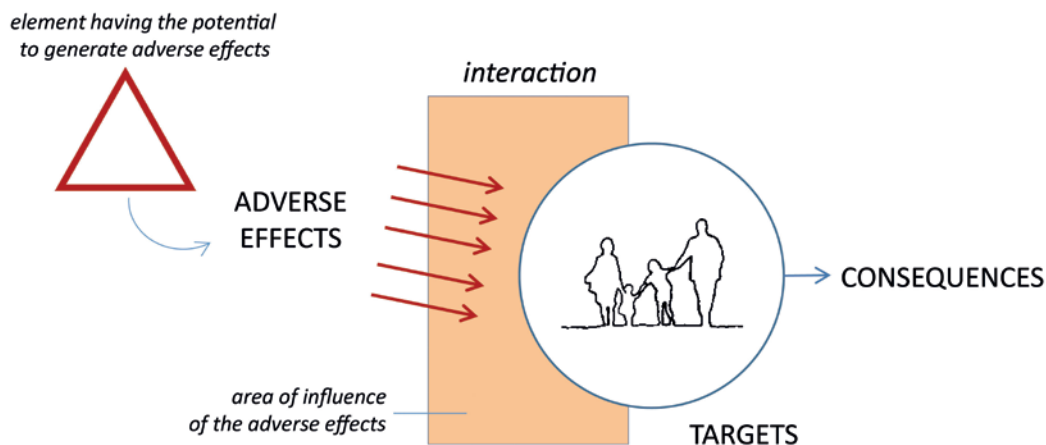 element having the potential
to generate adverse effects
interaction
ADVERSE
EFFECTS
CONSEQUENCES
area of influence
of the adverse effects
TARGETS